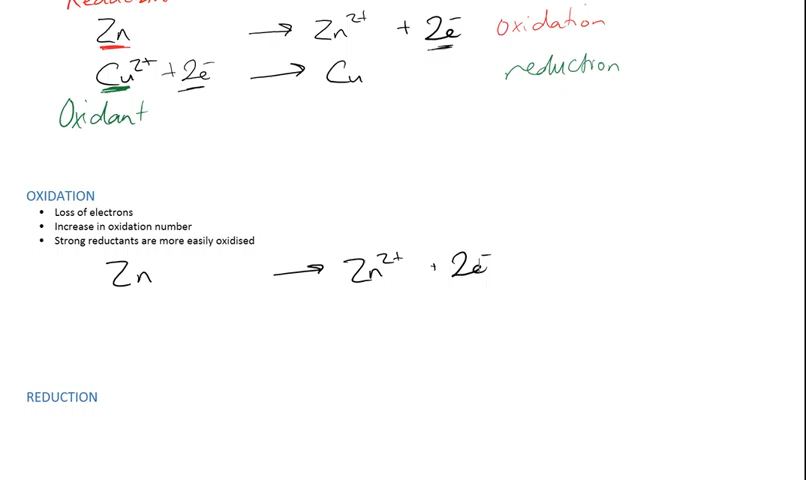 Zn → Zn²⁺ + 2e⁻ oxidation
Cu²⁺ + 2e⁻ → Cu reduction
Oxidant
OXIDATION
• Loss of electrons
• Increase in oxidation number
• Strong reductants are more easily oxidised
Zn → Zn²⁺ + 2e⁻
REDUCTION